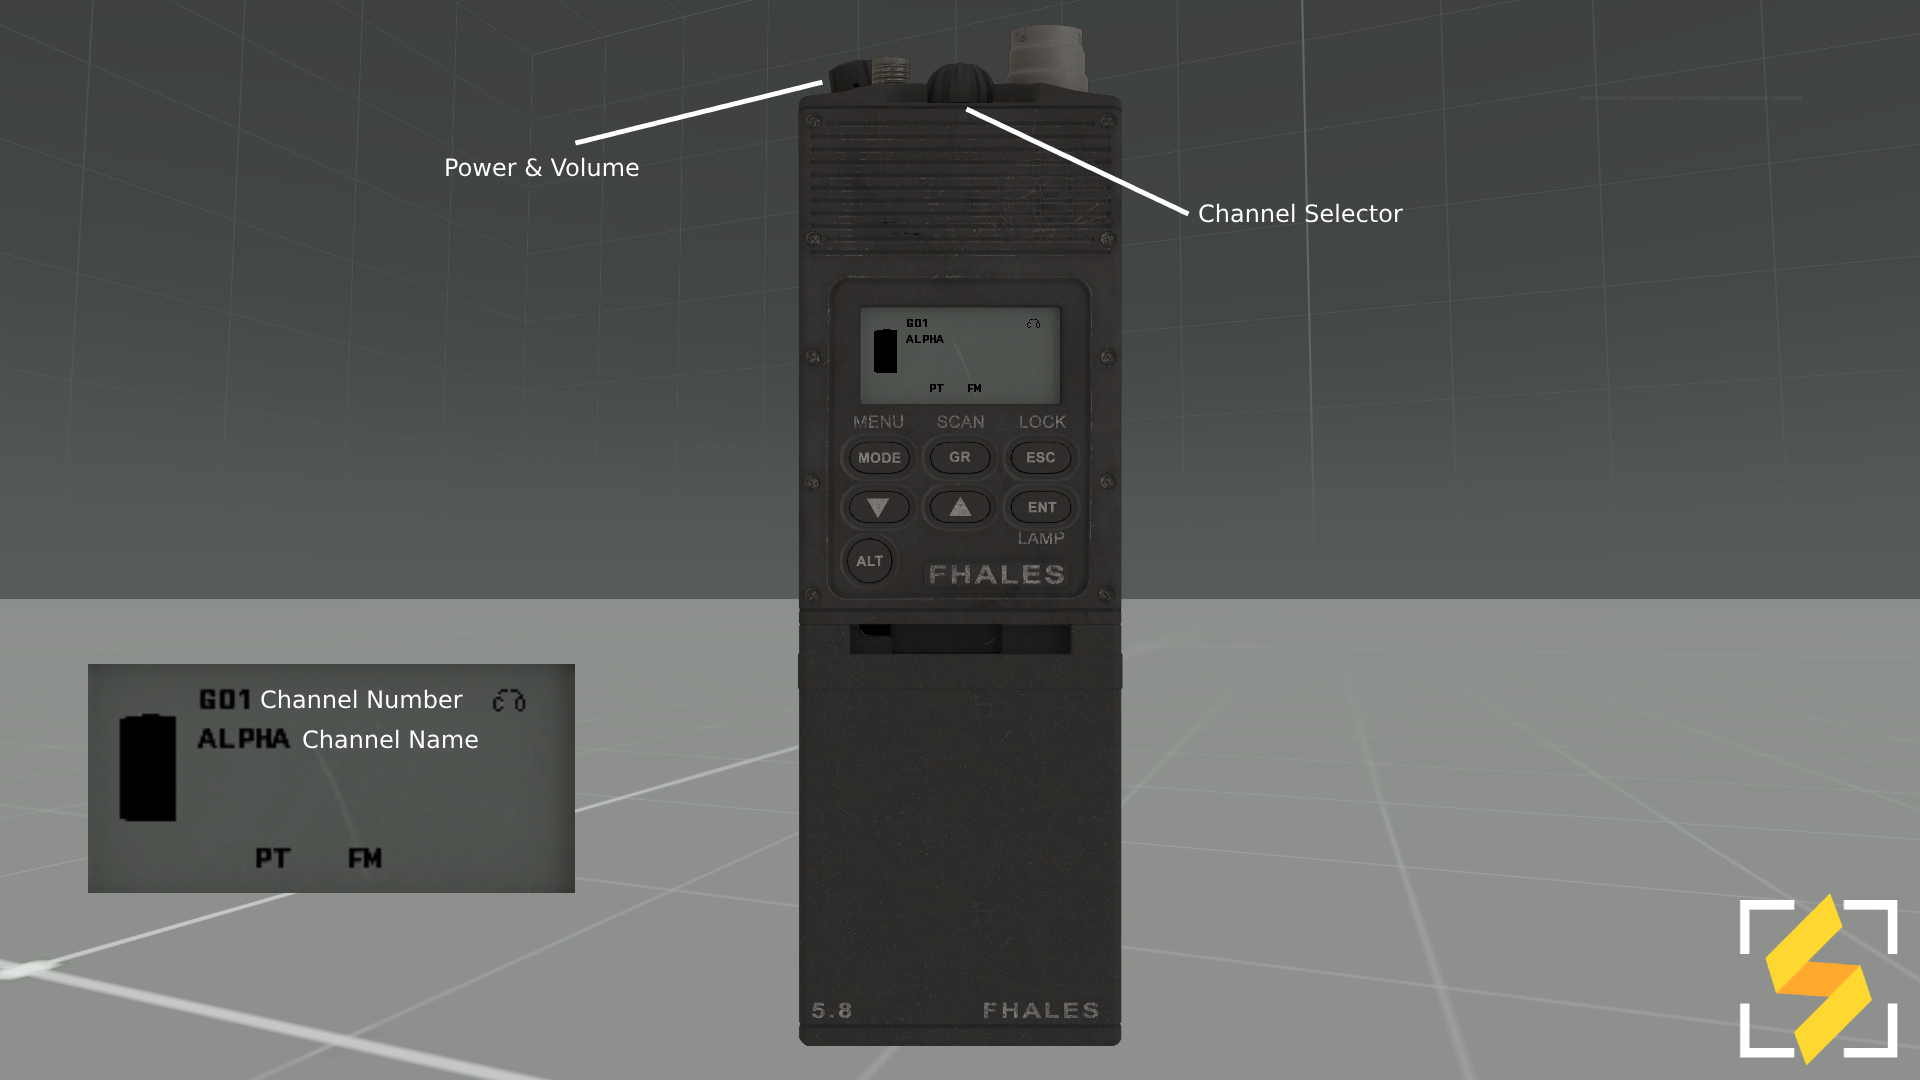 Power & Volume
Channel Selector
G01
ALPHA
PT FM
MENU SCAN LOCK
MODE GR ESC
ENT
LAMP
ALT
FHALES
G01 Channel Number
ALPHA Channel Name
PT FM
5.8 FHALES